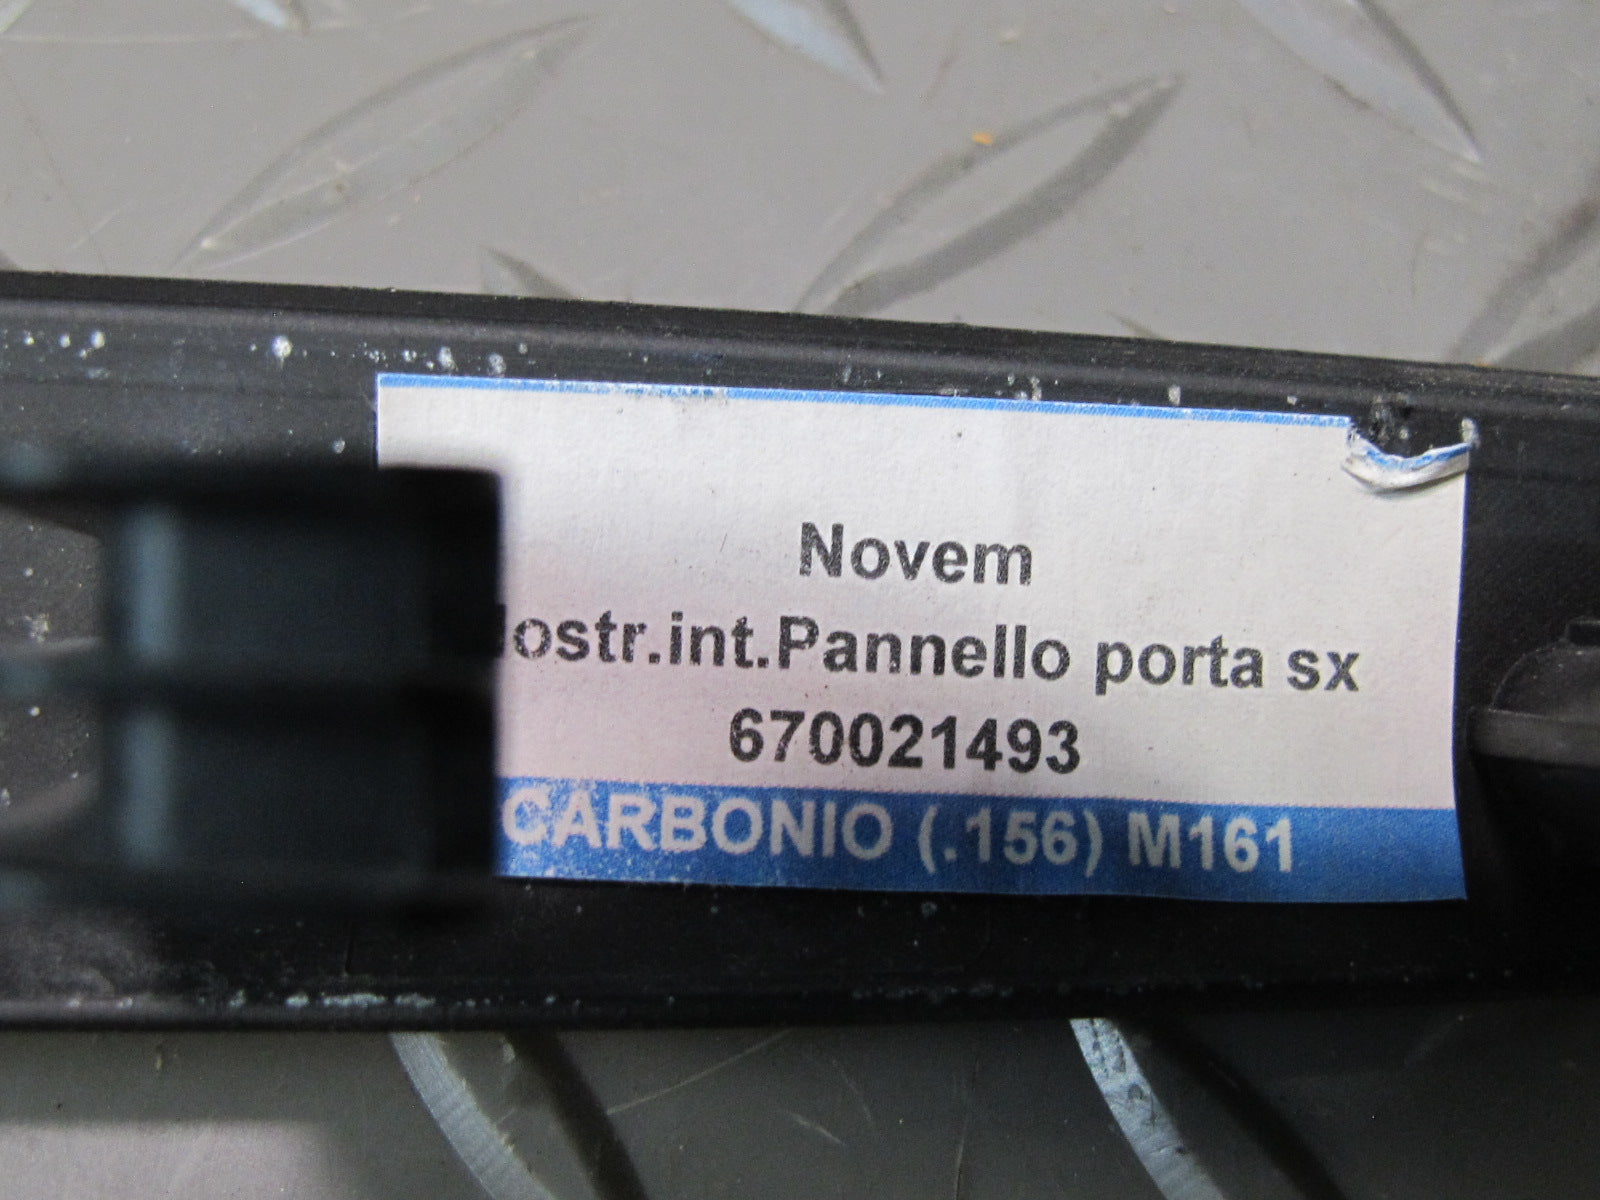 Novem
ostr.int.Pannello porta sx
670021493
CARBONIO (.156) M161